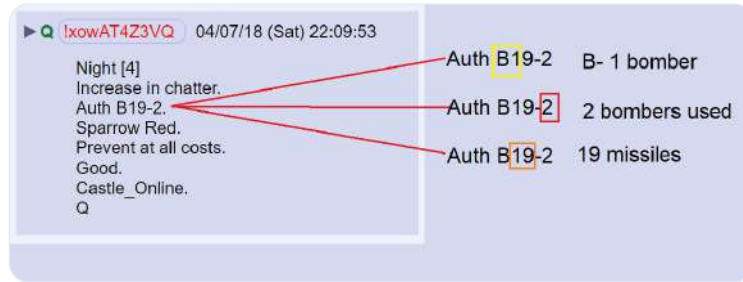 ▶ Q !xowAT4Z3VQ 04/07/18 (Sat) 22:09:53
Night [4]
Increase in chatter.
Auth B19-2.
Sparrow Red.
Prevent at all costs.
Good.
Castle_Online.
Q
Auth B19-2 B- 1 bomber
Auth B19-2 2 bombers used
Auth B19-2 19 missiles